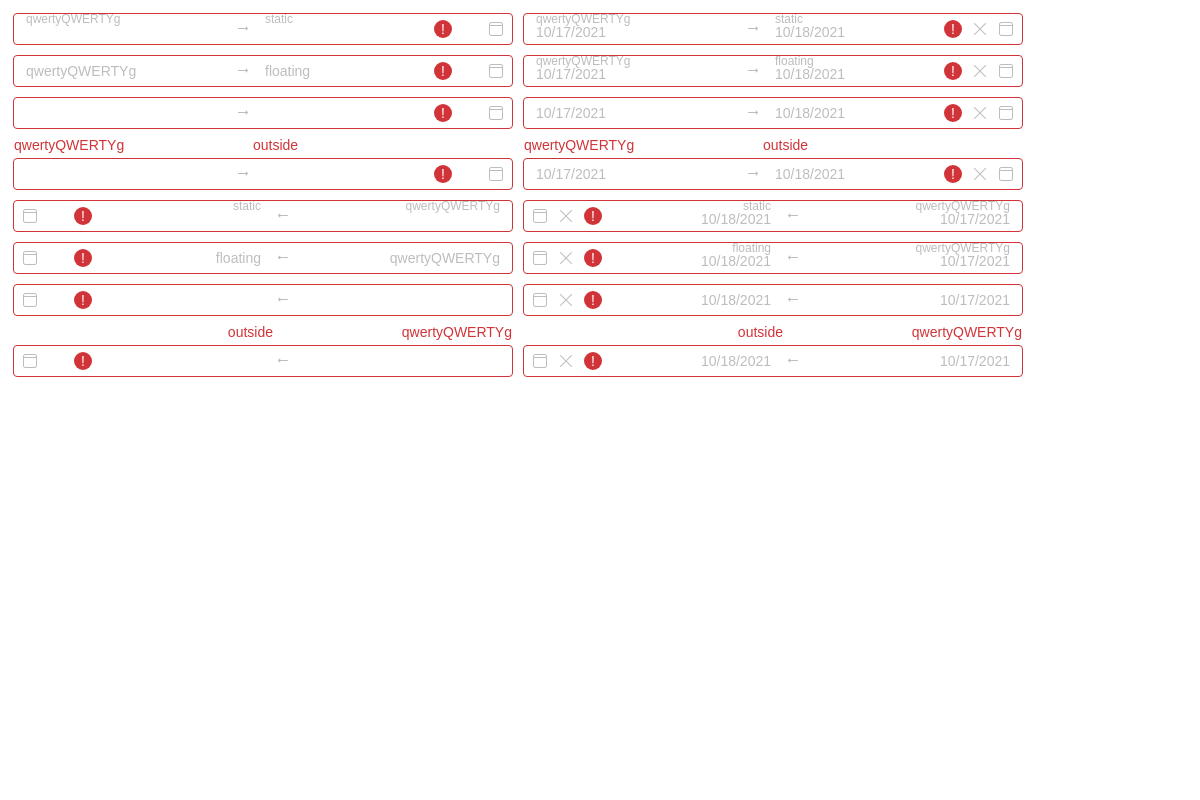 qwertyQWERTYg → static ! qwertyQWERTYg static
10/17/2021 → 10/18/2021 !
qwertyQWERTYg → floating ! qwertyQWERTYg floating
10/17/2021 → 10/18/2021 !
→ ! 10/17/2021 → 10/18/2021 !
qwertyQWERTYg outside qwertyQWERTYg outside
→ ! 10/17/2021 → 10/18/2021 !
! static ← qwertyQWERTYg static qwertyQWERTYg
! 10/18/2021 ← 10/17/2021
! floating ← qwertyQWERTYg floating qwertyQWERTYg
! 10/18/2021 ← 10/17/2021
! ← ! 10/18/2021 ← 10/17/2021
outside qwertyQWERTYg outside qwertyQWERTYg
! ← ! 10/18/2021 ← 10/17/2021